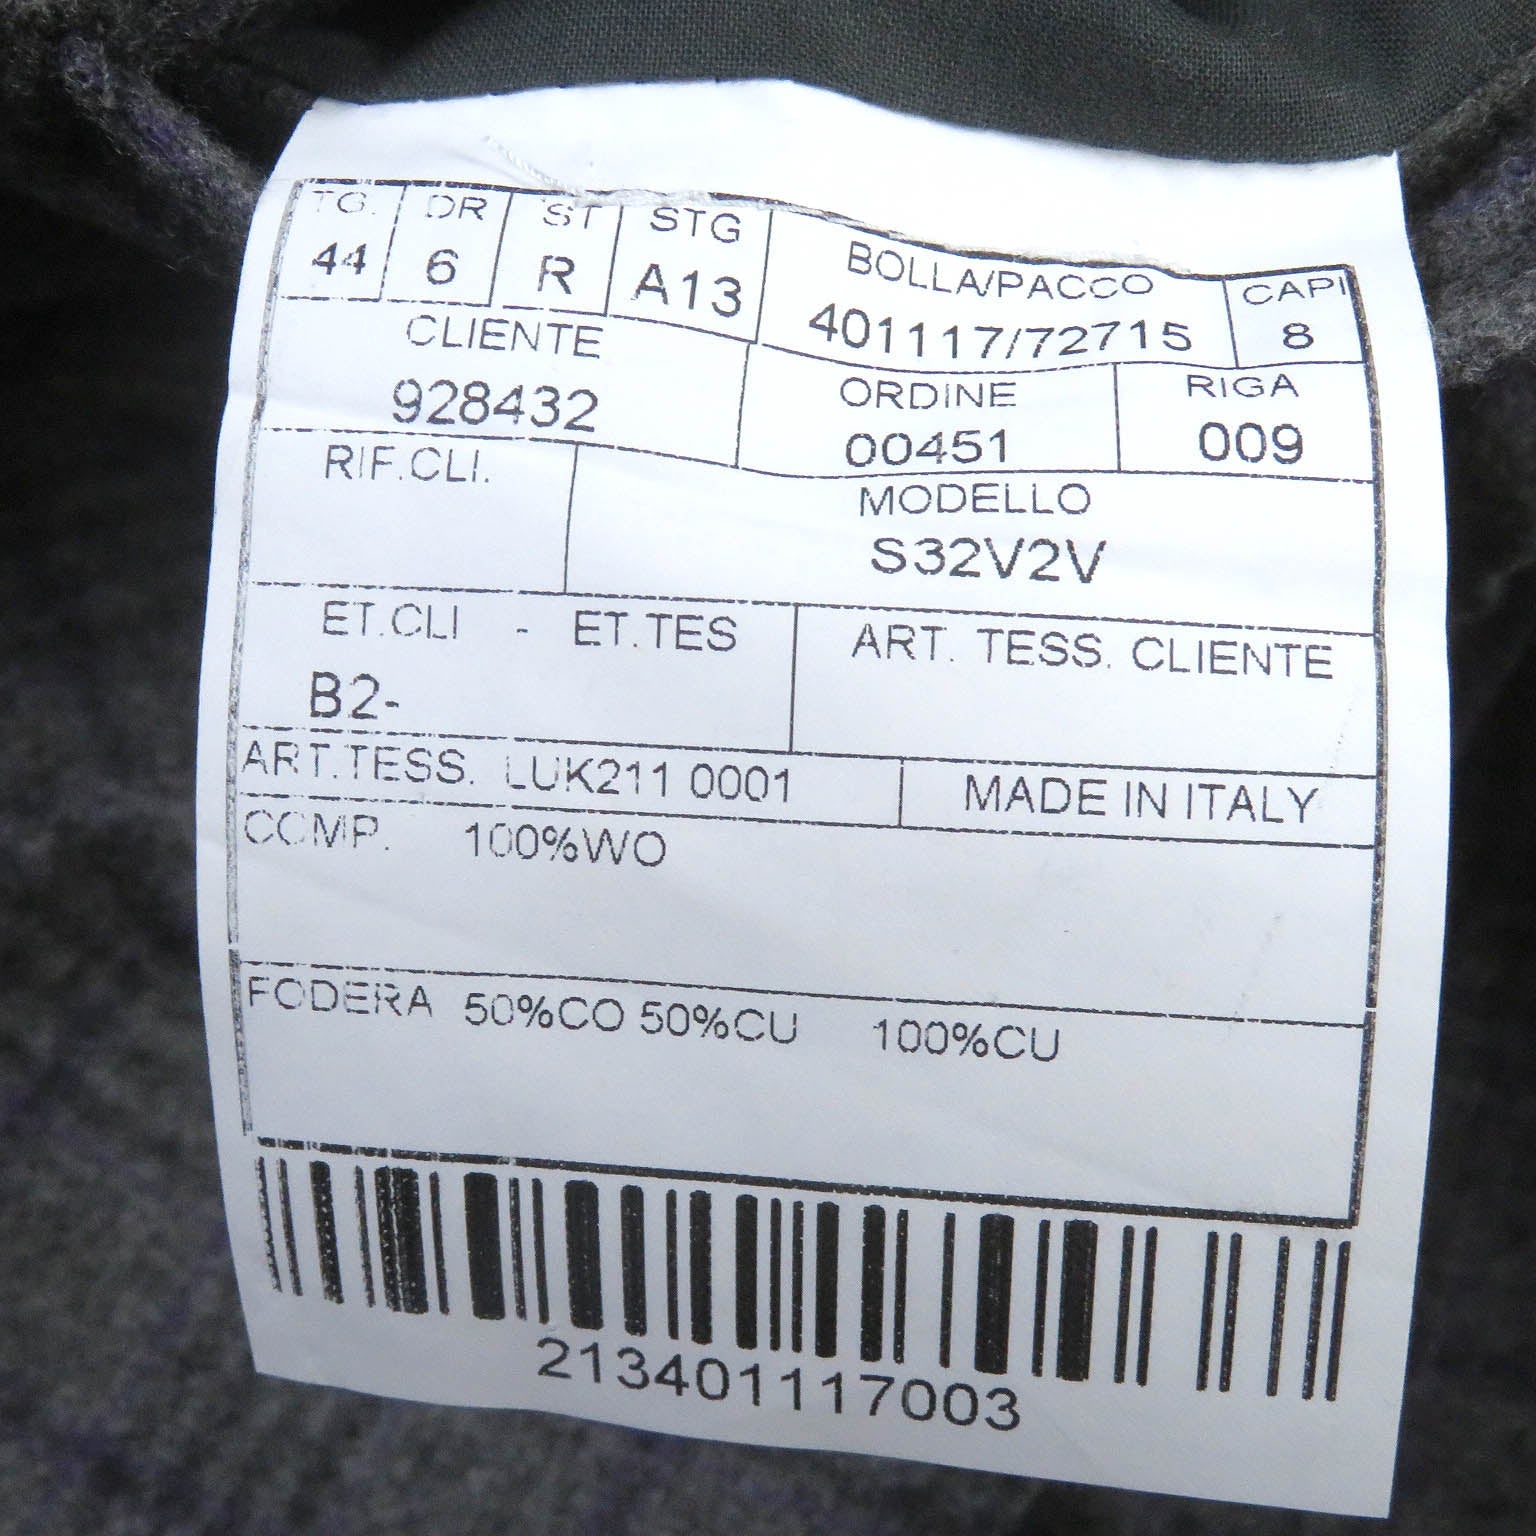 TG. DR ST STG BOLLA/PACCO CAPI
44 6 R A13 401117/72715 8
CLIENTE ORDINE RIGA
928432 00451 009
RIF.CLI. MODELLO
S32V2V
ET.CLI - ET.TES ART. TESS. CLIENTE
B2-
ART.TESS. LUK211 0001 MADE IN ITALY
COMP. 100%WO
FODERA 50%CO 50%CU 100%CU
213401117003